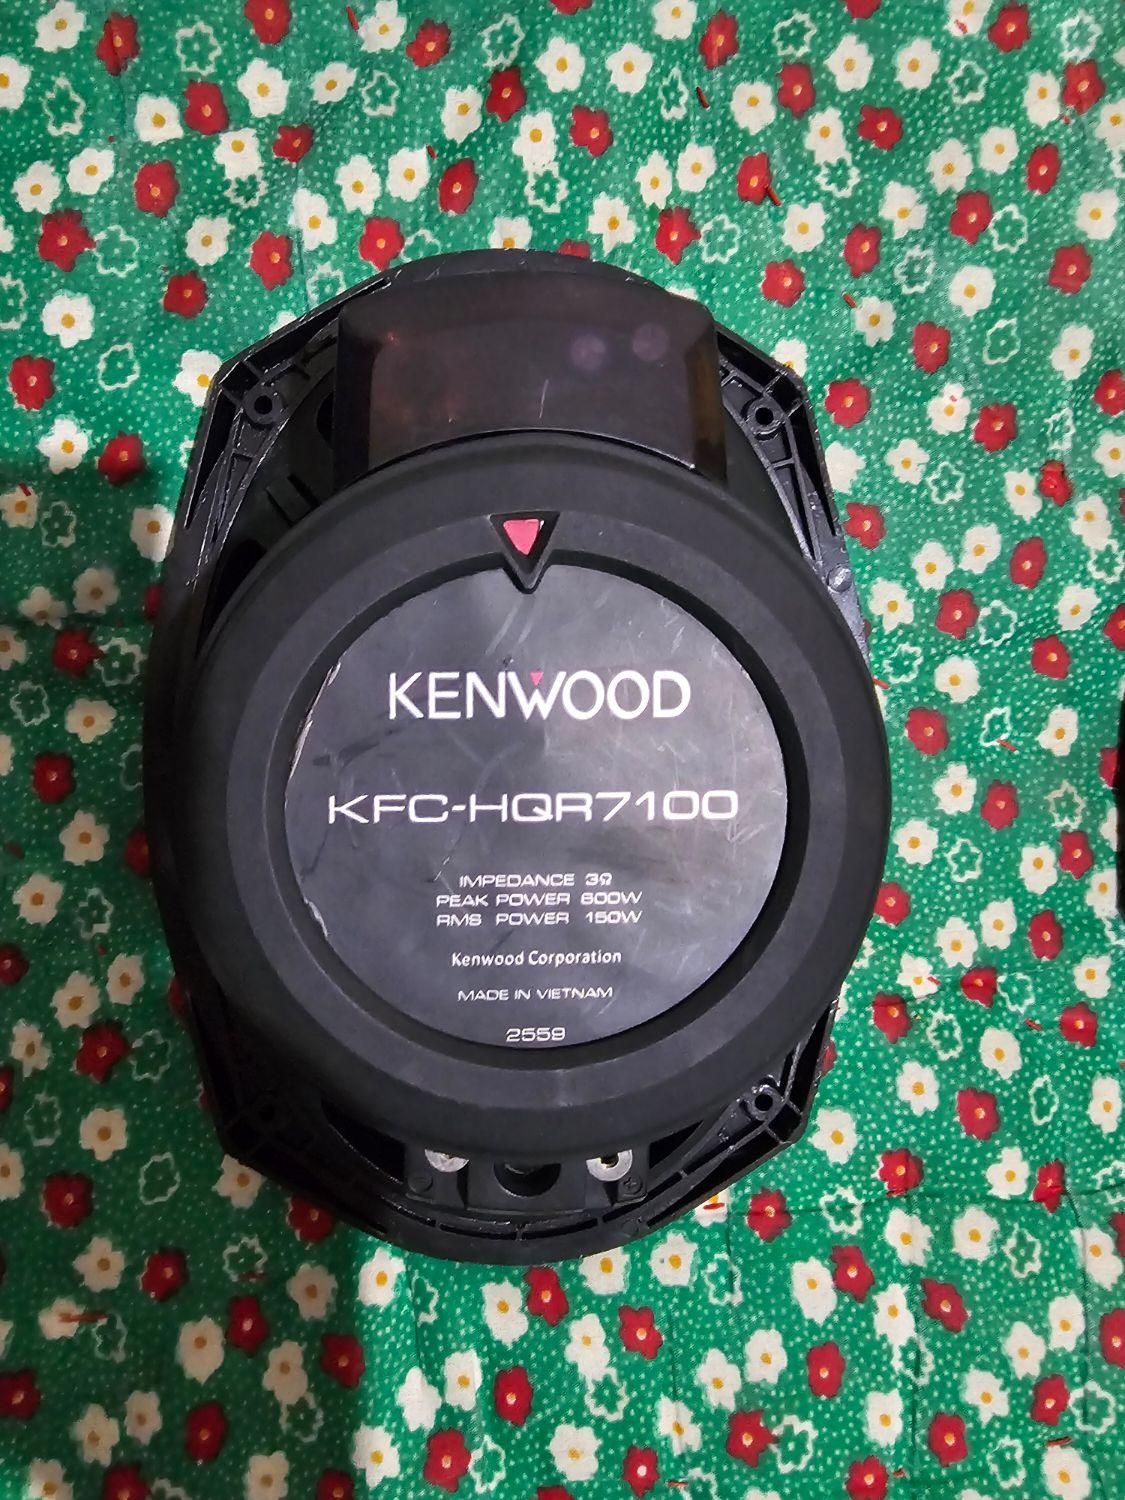 KENWOOD
KFC-HQR7100
IMPEDANCE 3Ω
PEAK POWER 600W
RMS POWER 150W
Kenwood Corporation
MADE IN VIETNAM
2559